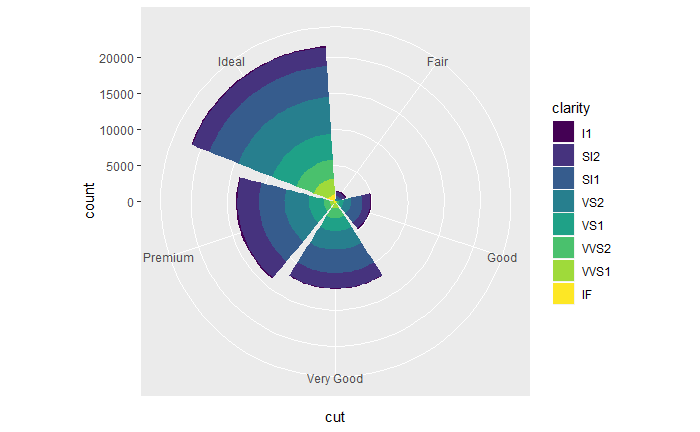 Ideal
Fair
20000
15000
10000
5000
0
count
Premium
Good
Very Good
cut
clarity
I1
SI2
SI1
VS2
VS1
VVS2
VVS1
IF